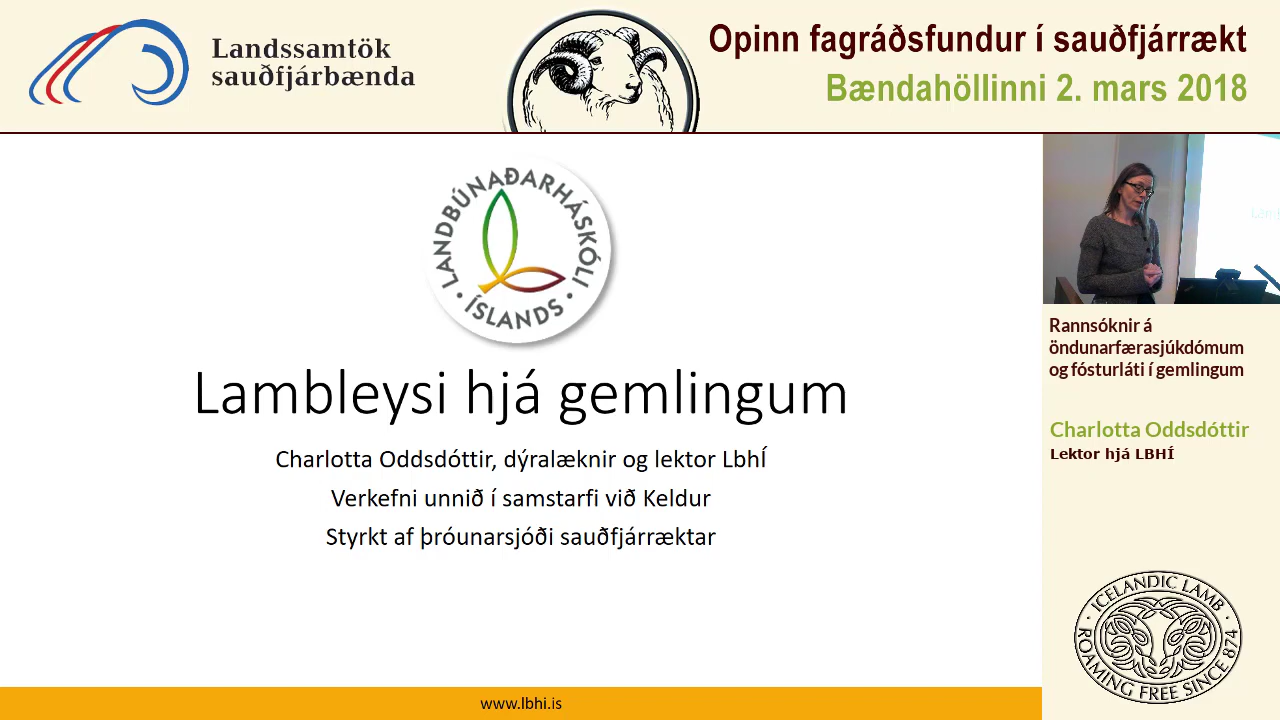 Landssamtök
sauðfjárbænda
Opinn fagráðsfundur í sauðfjárrækt
Bændahöllinni 2. mars 2018
LANDBÚNAÐARHÁSKÓLI
• ÍSLANDS •
Lambleysi hjá gemlingum
Charlotta Oddsdóttir, dýralæknir og lektor LbhÍ
Verkefni unnið í samstarfi við Keldur
Styrkt af þróunarsjóði sauðfjárræktar
www.lbhi.is
Rannsóknir á
öndunarfærasjúkdómum
og fósturláti í gemlingum
Charlotta Oddsdóttir
Lektor hjá LBHÍ
· ICELANDIC LAMB ·
ROAMING FREE SINCE 874